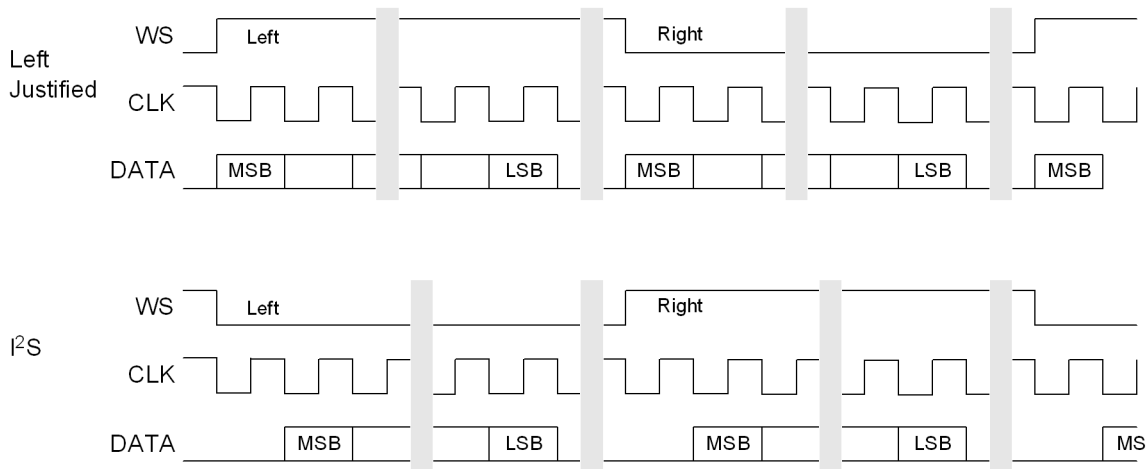 Left
Justified
WS
Left
Right
CLK
DATA
MSB
LSB
MSB
LSB
MSB
I²S
WS
Left
Right
CLK
DATA
MSB
LSB
MSB
LSB
MS